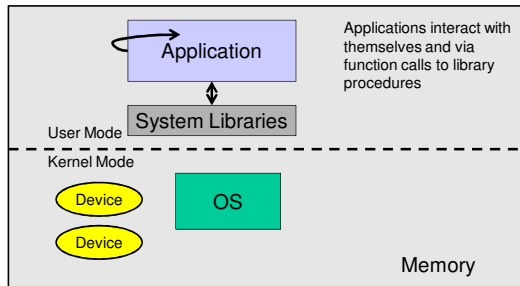 Applications interact with
themselves and via
function calls to library
procedures
Application
System Libraries
User Mode
Kernel Mode
Device
OS
Device
Memory